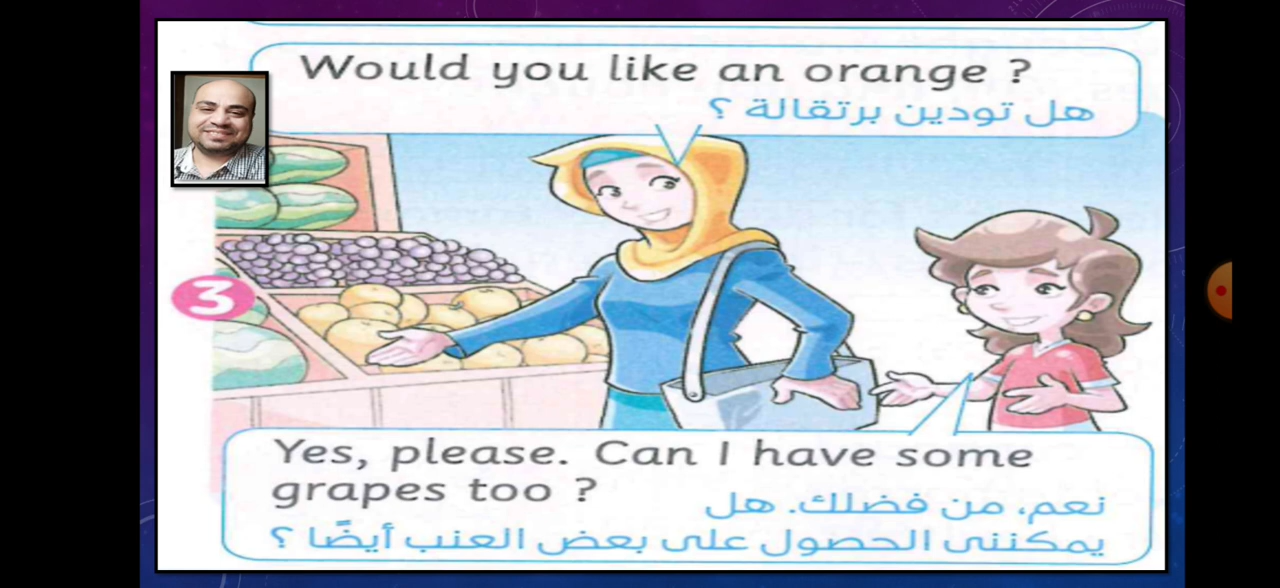 Would you like an orange ?
هل تودين برتقالة ؟
3
Yes, please. Can I have some
grapes too ?
نعم، من فضلك. هل
يمكننى الحصول على بعض العنب أيضًا ؟